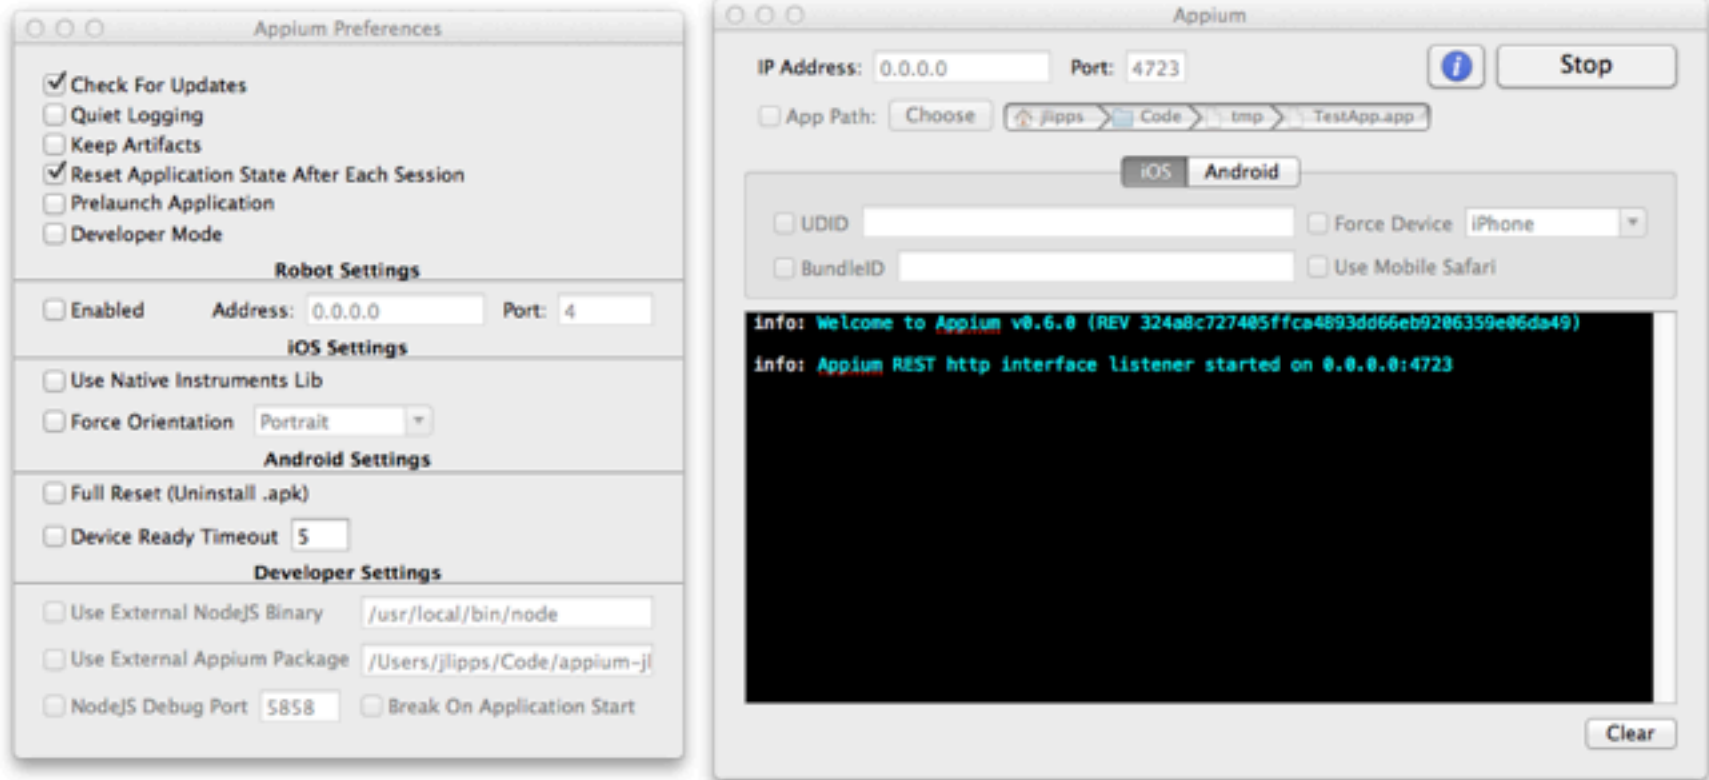 Appium Preferences
Check For Updates
Quiet Logging
Keep Artifacts
Reset Application State After Each Session
Prelaunch Application
Developer Mode
Robot Settings
Enabled Address: 0.0.0.0 Port: 4
iOS Settings
Use Native Instruments Lib
Force Orientation Portrait
Android Settings
Full Reset (Uninstall .apk)
Device Ready Timeout 5
Developer Settings
Use External NodeJS Binary /usr/local/bin/node
Use External Appium Package /Users/jlipps/Code/appium-jl
NodeJS Debug Port 5858 Break On Application Start
Appium
IP Address: 0.0.0.0 Port: 4723 i Stop
App Path: Choose jlipps Code tmp TestApp.app
iOS Android
UDID Force Device iPhone
BundleID Use Mobile Safari
info: Welcome to Appium v0.6.0 (REV 324a8c727405ffca4893dd66eb9206359e06da49)
info: Appium REST http interface listener started on 0.0.0.0:4723
Clear